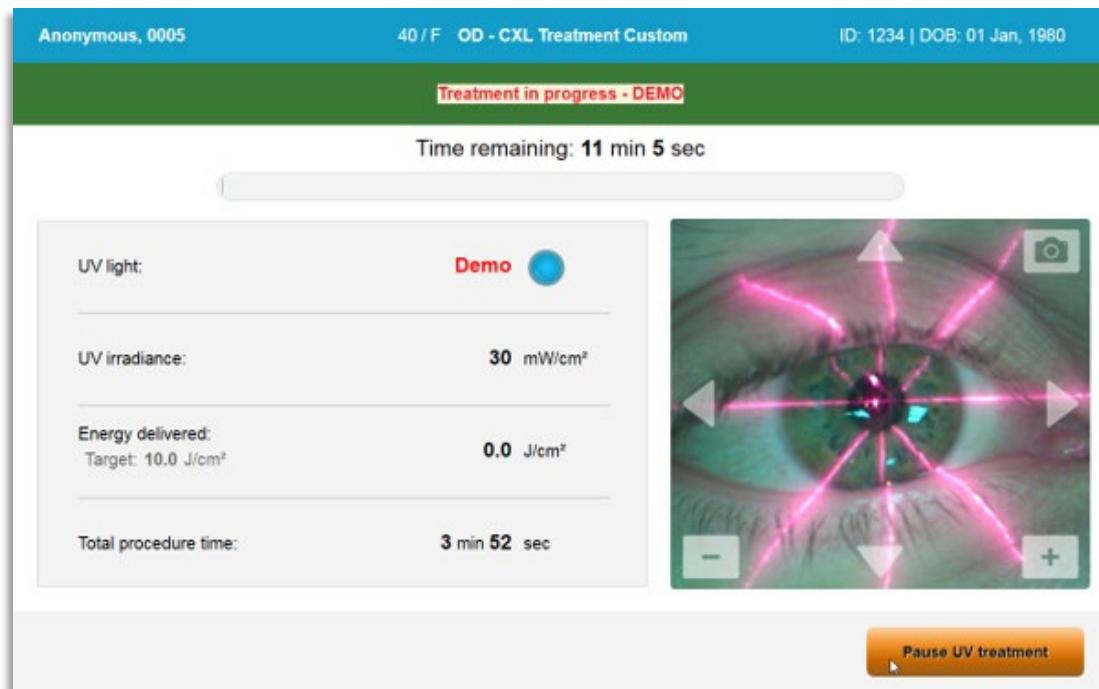 Anonymous, 0005 40 / F OD - CXL Treatment Custom ID: 1234 | DOB: 01 Jan, 1980
Treatment in progress - DEMO
Time remaining: 11 min 5 sec
UV light: Demo
UV irradiance: 30 mW/cm²
Energy delivered:
Target: 10.0 J/cm² 0.0 J/cm²
Total procedure time: 3 min 52 sec
Pause UV treatment